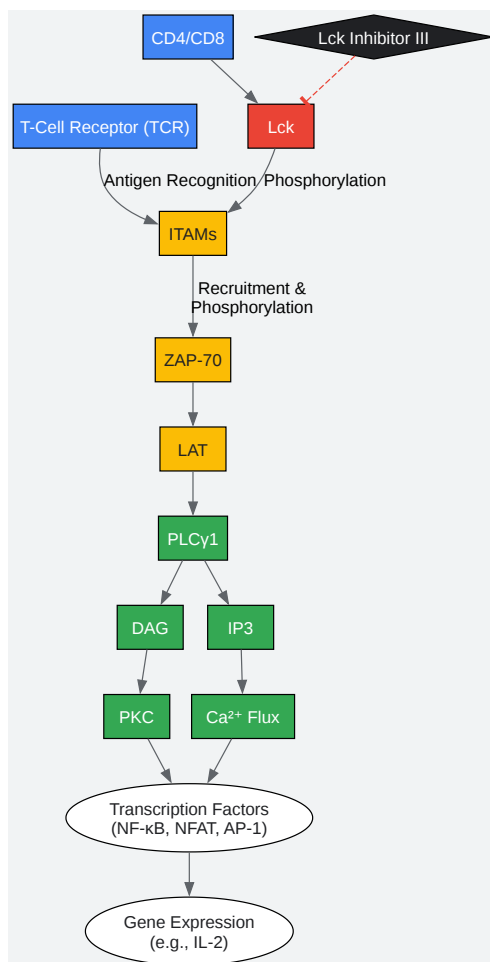 CD4/CD8
Lck Inhibitor III
T-Cell Receptor (TCR)
Lck
Antigen Recognition
Phosphorylation
ITAMs
Recruitment &
Phosphorylation
ZAP-70
LAT
PLCγ1
DAG
IP3
PKC
Ca²⁺ Flux
Transcription Factors
(NF-κB, NFAT, AP-1)
Gene Expression
(e.g., IL-2)